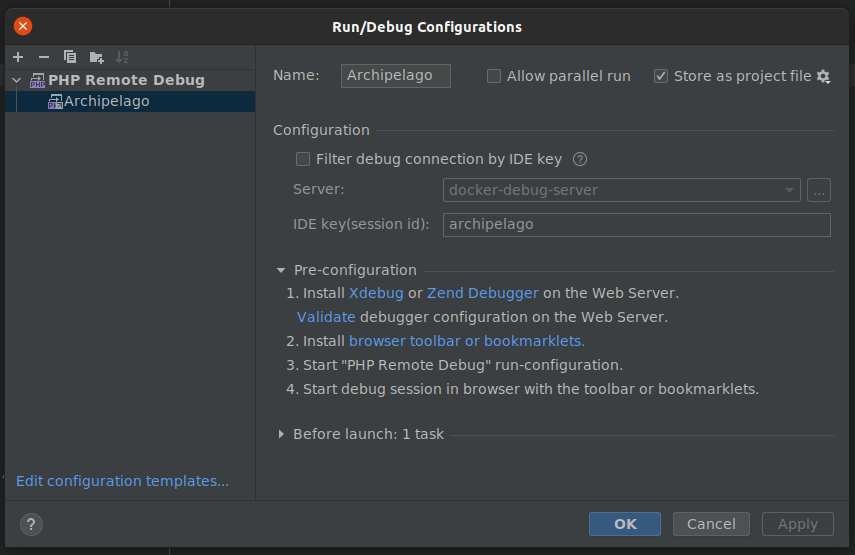 Run/Debug Configurations
PHP Remote Debug
Archipelago
Edit configuration templates...
Name: Archipelago Allow parallel run Store as project file
Configuration
Filter debug connection by IDE key ?
Server: docker-debug-server ...
IDE key(session id): archipelago
Pre-configuration
1. Install Xdebug or Zend Debugger on the Web Server.
Validate debugger configuration on the Web Server.
2. Install browser toolbar or bookmarklets.
3. Start "PHP Remote Debug" run-configuration.
4. Start debug session in browser with the toolbar or bookmarklets.
Before launch: 1 task
? OK Cancel Apply